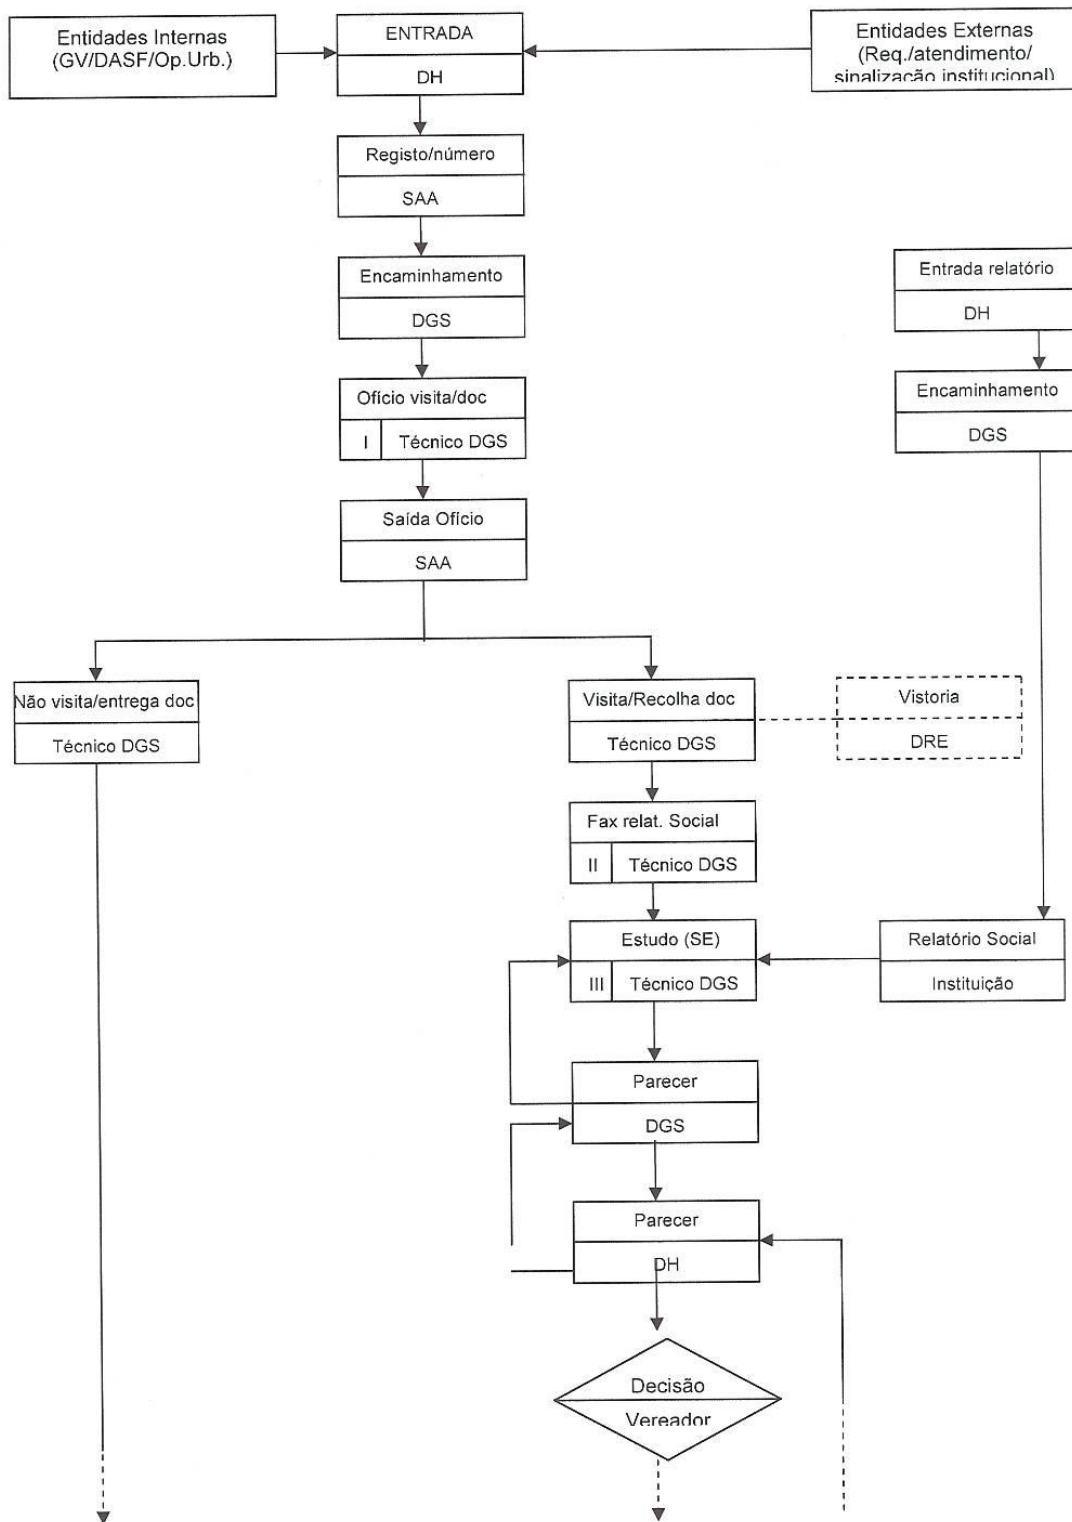 Entidades Internas
(GV/DASF/Op.Urb.)
ENTRADA
DH
Entidades Externas
(Req./atendimento/
sinalização institucional)
Registo/número
SAA
Encaminhamento
DGS
Entrada relatório
DH
Ofício visita/doc
I Técnico DGS
Encaminhamento
DGS
Saída Ofício
SAA
Não visita/entrega doc
Técnico DGS
Visita/Recolha doc
Técnico DGS
Vistoria
DRE
Fax relat. Social
II Técnico DGS
Estudo (SE)
III Técnico DGS
Relatório Social
Instituição
Parecer
DGS
Parecer
DH
Decisão
Vereador